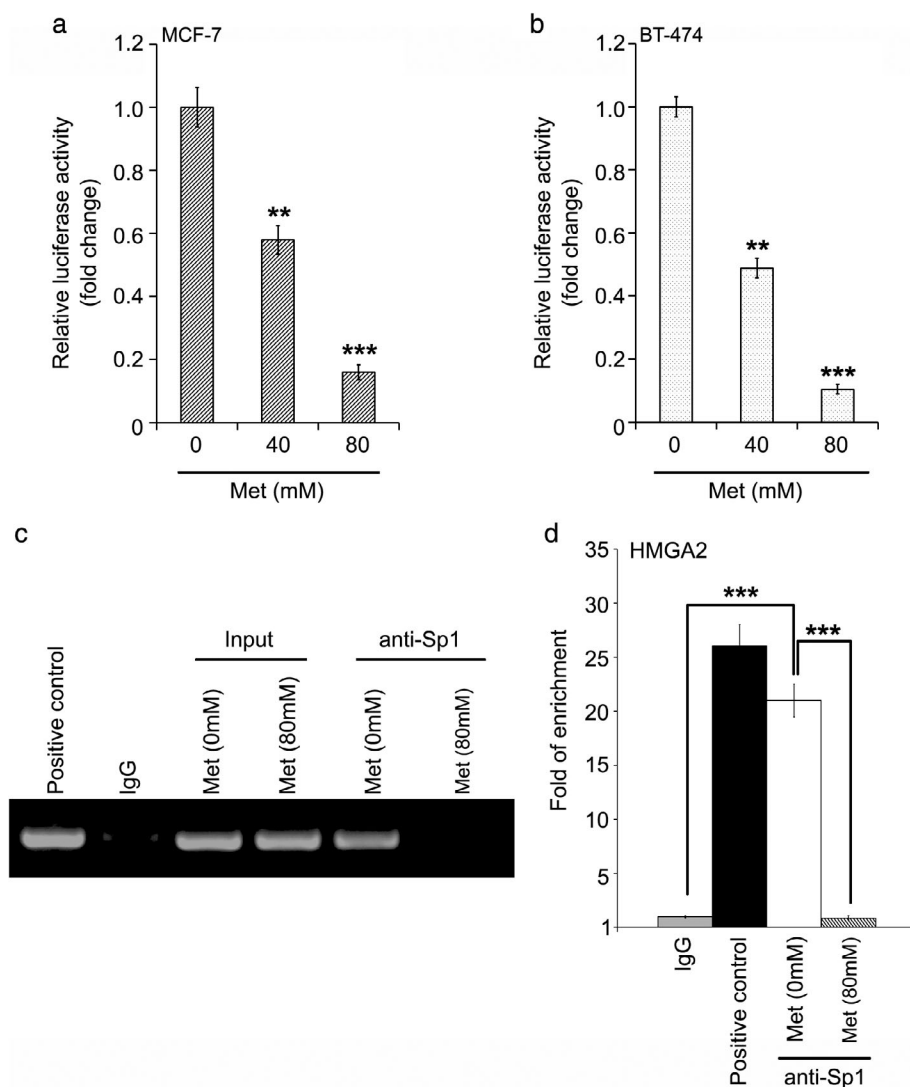 a
MCF-7
1.2
1.0
0.8
0.6
0.4
0.2
0
Relative luciferase activity
(fold change)
**
***
0 40 80
Met (mM)
b
BT-474
1.2
1.0
0.8
0.6
0.4
0.2
0
Relative luciferase activity
(fold change)
**
***
0 40 80
Met (mM)
c
Input
anti-Sp1
Positive control
IgG
Met (0mM)
Met (80mM)
Met (0mM)
Met (80mM)
d
HMGA2
35
30
25
20
15
10
5
1
Fold of enrichment
***
***
IgG
Positive control
Met (0mM)
Met (80mM)
anti-Sp1